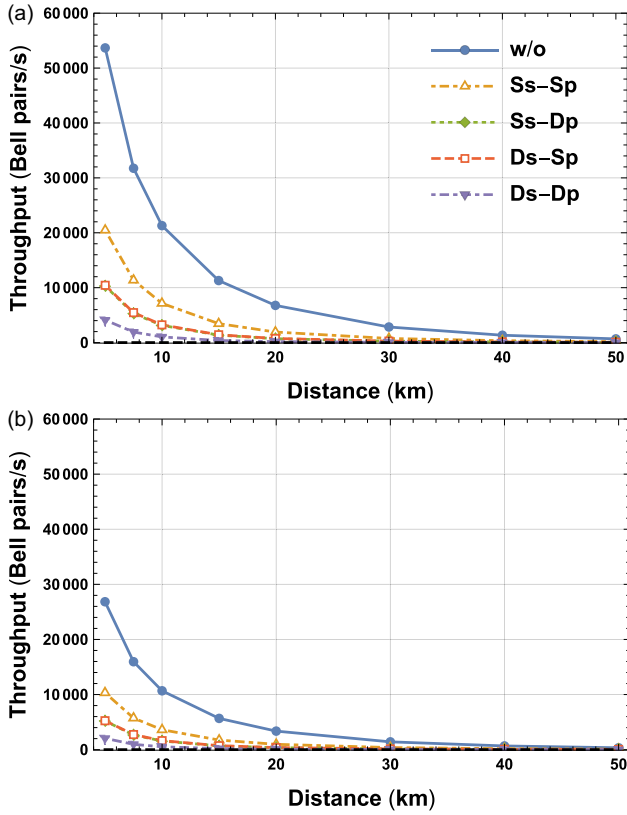 (a)
60 000
50 000
40 000
30 000
20 000
10 000
0
Throughput (Bell pairs/s)
w/o
Ss–Sp
Ss–Dp
Ds–Sp
Ds–Dp
10 20 30 40 50
Distance (km)
(b)
60 000
50 000
40 000
30 000
20 000
10 000
0
Throughput (Bell pairs/s)
10 20 30 40 50
Distance (km)